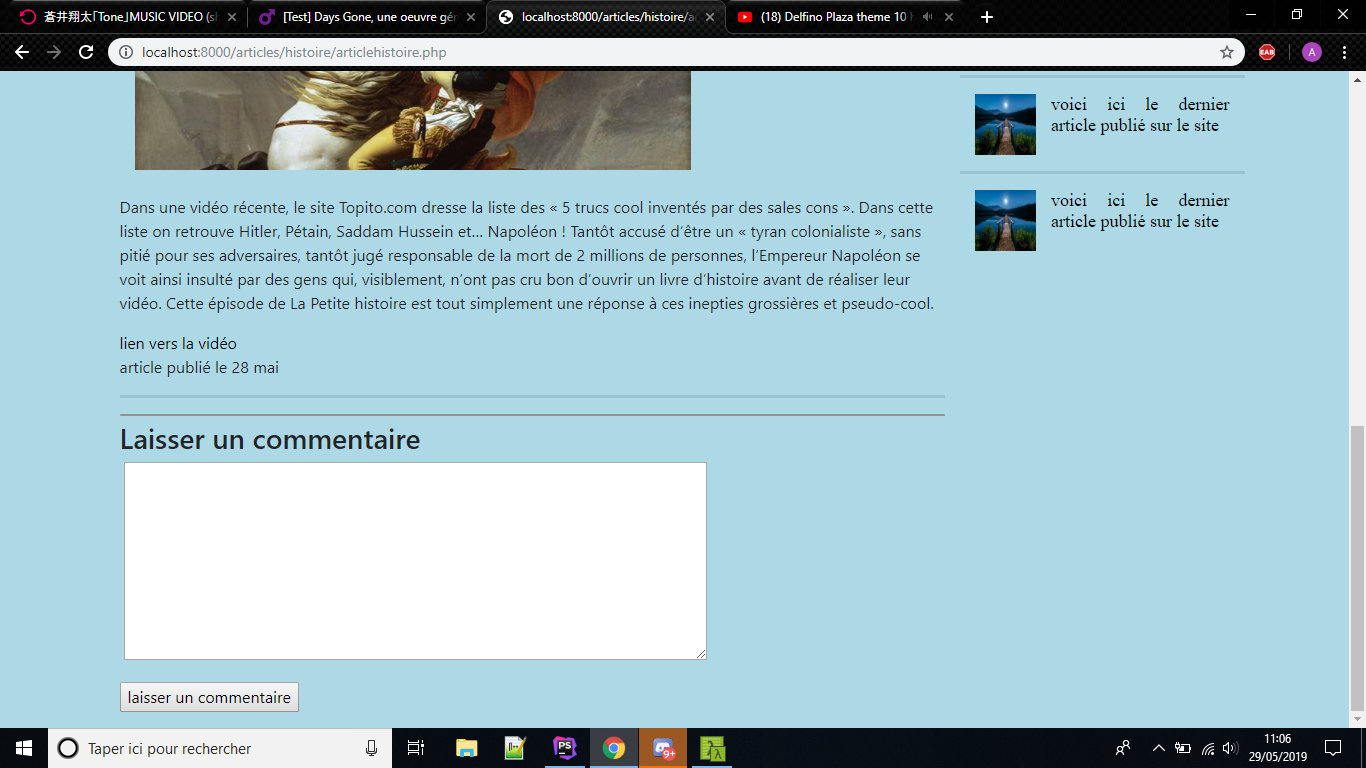 蒼井翔太｢Tone｣MUSIC VIDEO (sh
[Test] Days Gone, une oeuvre gén
localhost:8000/articles/histoire/ar
(18) Delfino Plaza theme 10 h
localhost:8000/articles/histoire/articlehistoire.php
EAB
A
voici ici le dernier
article publié sur le site
voici ici le dernier
article publié sur le site
Dans une vidéo récente, le site Topito.com dresse la liste des « 5 trucs cool inventés par des sales cons ». Dans cette
liste on retrouve Hitler, Pétain, Saddam Hussein et… Napoléon ! Tantôt accusé d’être un « tyran colonialiste », sans
pitié pour ses adversaires, tantôt jugé responsable de la mort de 2 millions de personnes, l’Empereur Napoléon se
voit ainsi insulté par des gens qui, visiblement, n’ont pas cru bon d’ouvrir un livre d’histoire avant de réaliser leur
vidéo. Cette épisode de La Petite histoire est tout simplement une réponse à ces inepties grossières et pseudo-cool.
lien vers la vidéo
article publié le 28 mai
Laisser un commentaire
laisser un commentaire
Taper ici pour rechercher
PS
9+
11:06
29/05/2019